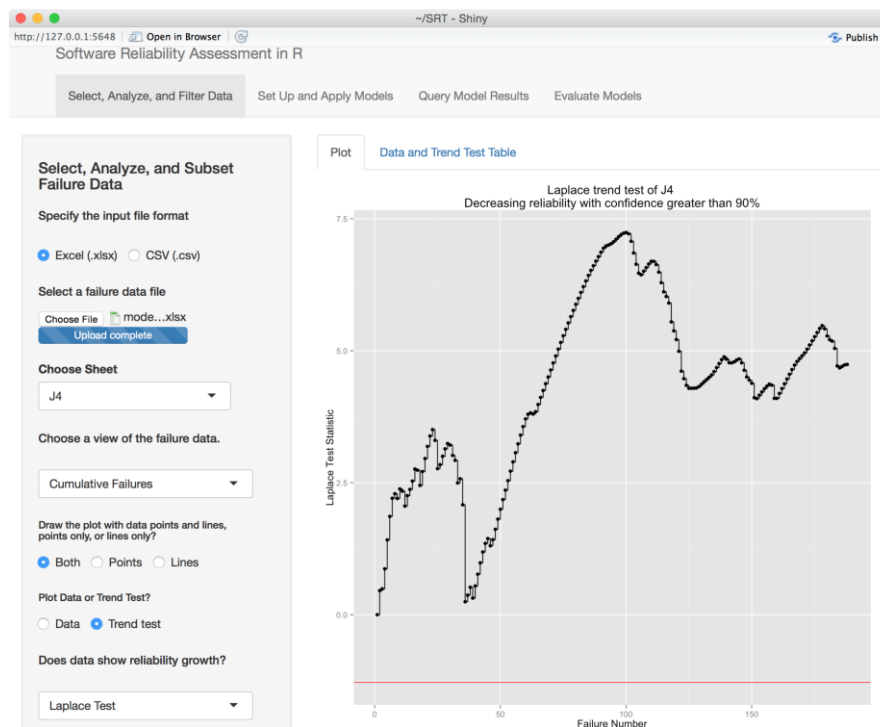 ~/SRT - Shiny
http://127.0.0.1:5648 Open in Browser Publish
Software Reliability Assessment in R
Select, Analyze, and Filter Data Set Up and Apply Models Query Model Results Evaluate Models
Select, Analyze, and Subset
Failure Data
Specify the input file format
Excel (.xlsx) CSV (.csv)
Select a failure data file
Choose File mode...xlsx
Upload complete
Choose Sheet
J4
Choose a view of the failure data.
Cumulative Failures
Draw the plot with data points and lines,
points only, or lines only?
Both Points Lines
Plot Data or Trend Test?
Data Trend test
Does data show reliability growth?
Laplace Test
Plot Data and Trend Test Table
Laplace trend test of J4
Decreasing reliability with confidence greater than 90%
7.5
5.0
2.5
0.0
Laplace Test Statistic
0 50 100 150
Failure Number